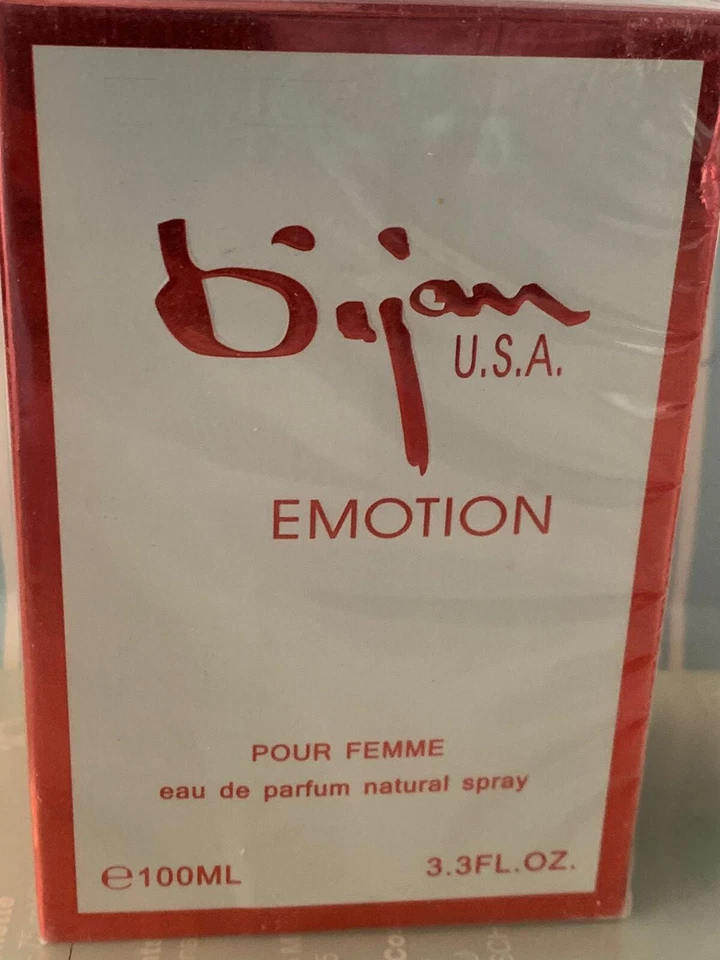 bijan
U.S.A.
EMOTION
POUR FEMME
eau de parfum natural spray
℮100ML
3.3FL.OZ.